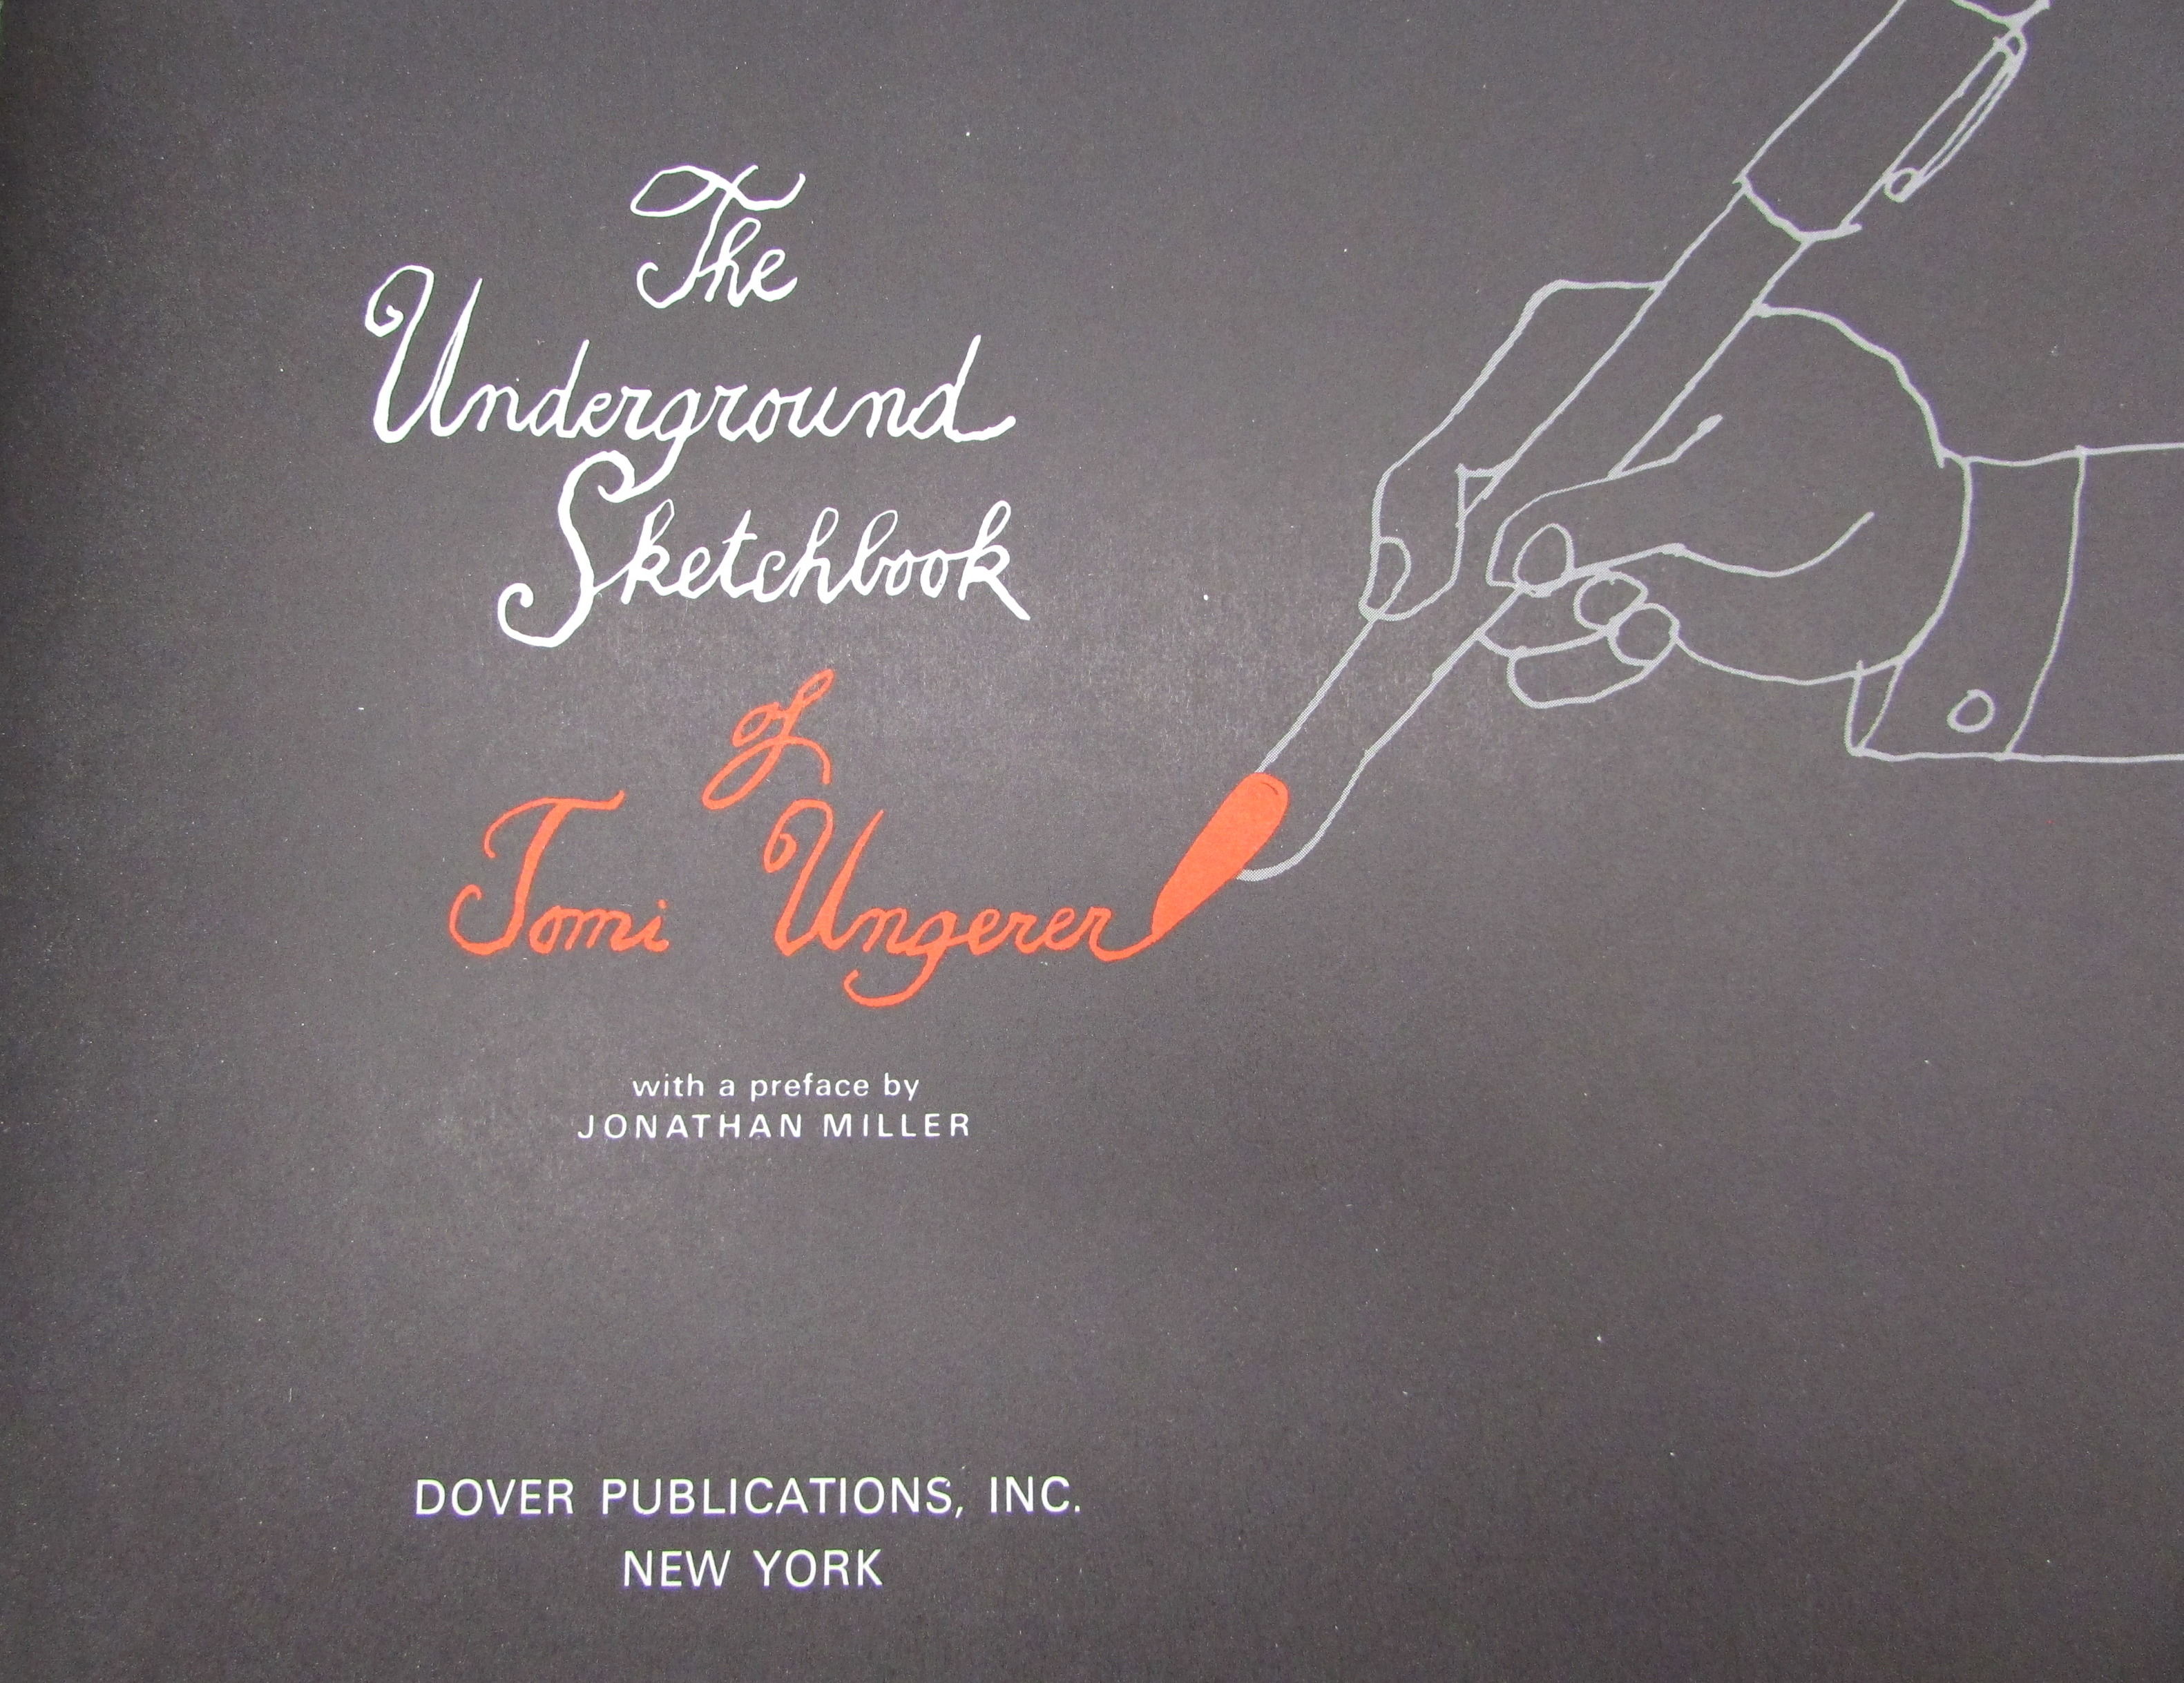 The
Underground
Sketchbook
of
Tomi Ungerer
with a preface by
JONATHAN MILLER
DOVER PUBLICATIONS, INC.
NEW YORK